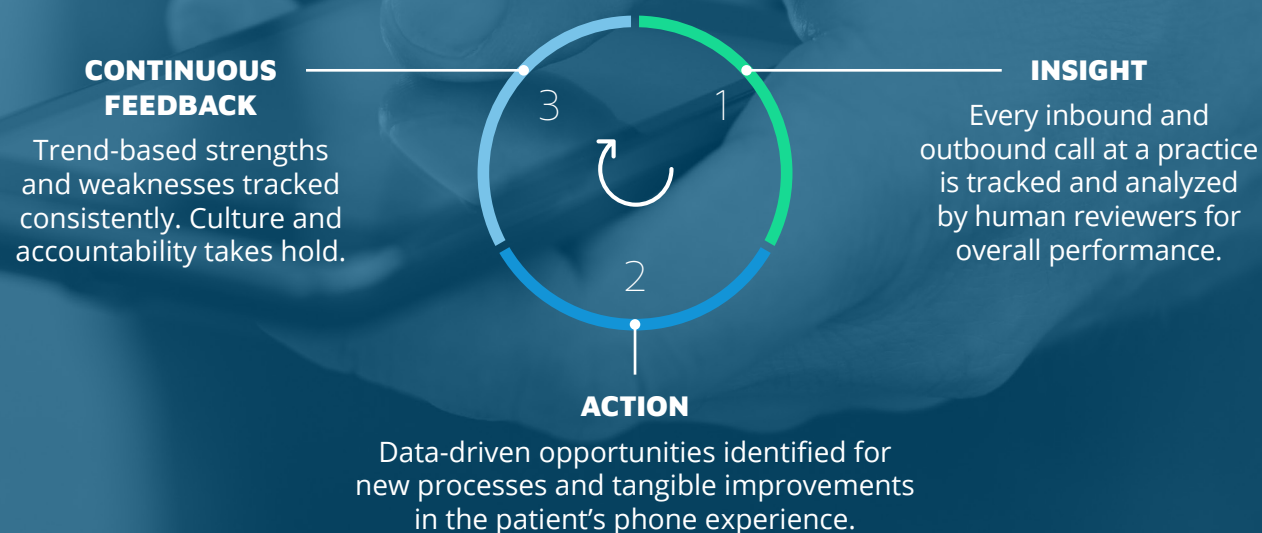 CONTINUOUS
FEEDBACK
Trend-based strengths
and weaknesses tracked
consistently. Culture and
accountability takes hold.
3
1
INSIGHT
Every inbound and
outbound call at a practice
is tracked and analyzed
by human reviewers for
overall performance.
2
ACTION
Data-driven opportunities identified for
new processes and tangible improvements
in the patient’s phone experience.